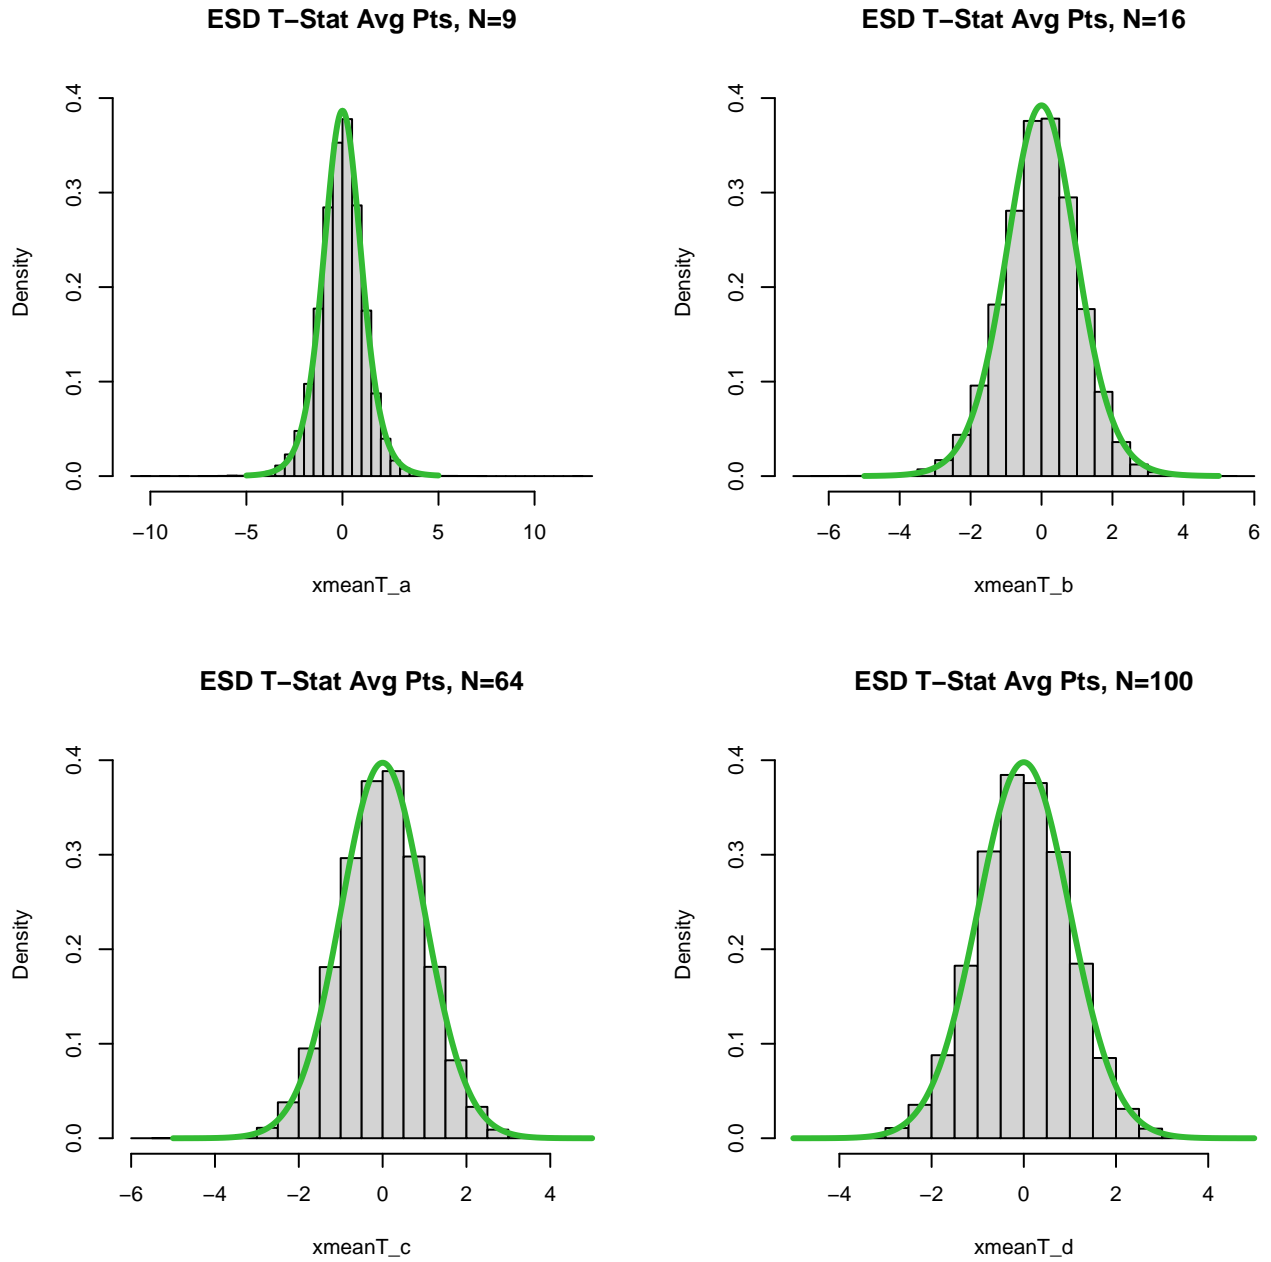 ESD T−Stat Avg Pts, N=9
Density
0.0 0.1 0.2 0.3 0.4
−10 −5 0 5 10
xmeanT_a
ESD T−Stat Avg Pts, N=16
Density
0.0 0.1 0.2 0.3 0.4
−6 −4 −2 0 2 4 6
xmeanT_b
ESD T−Stat Avg Pts, N=64
Density
0.0 0.1 0.2 0.3 0.4
−6 −4 −2 0 2 4
xmeanT_c
ESD T−Stat Avg Pts, N=100
Density
0.0 0.1 0.2 0.3 0.4
−4 −2 0 2 4
xmeanT_d